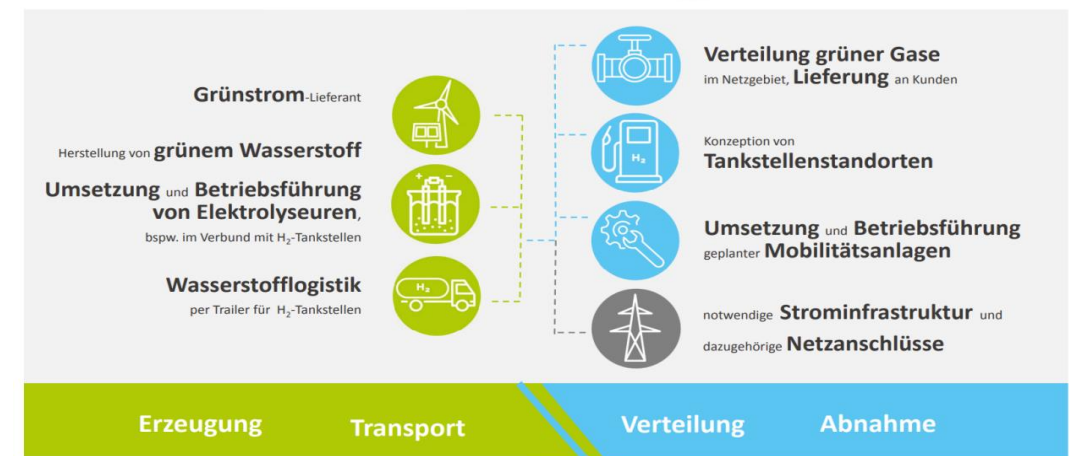 Grünstrom-Lieferant
Herstellung von grünem Wasserstoff
Umsetzung und Betriebsführung
von Elektrolyseuren,
bspw. im Verbund mit H₂-Tankstellen
Wasserstofflogistik
per Trailer für H₂-Tankstellen
+ −
H₂
Verteilung grüner Gase
im Netzgebiet, Lieferung an Kunden
H₂
Konzeption von
Tankstellenstandorten
Umsetzung und Betriebsführung
geplanter Mobilitätsanlagen
notwendige Strominfrastruktur und
dazugehörige Netzanschlüsse
Erzeugung
Transport
Verteilung
Abnahme